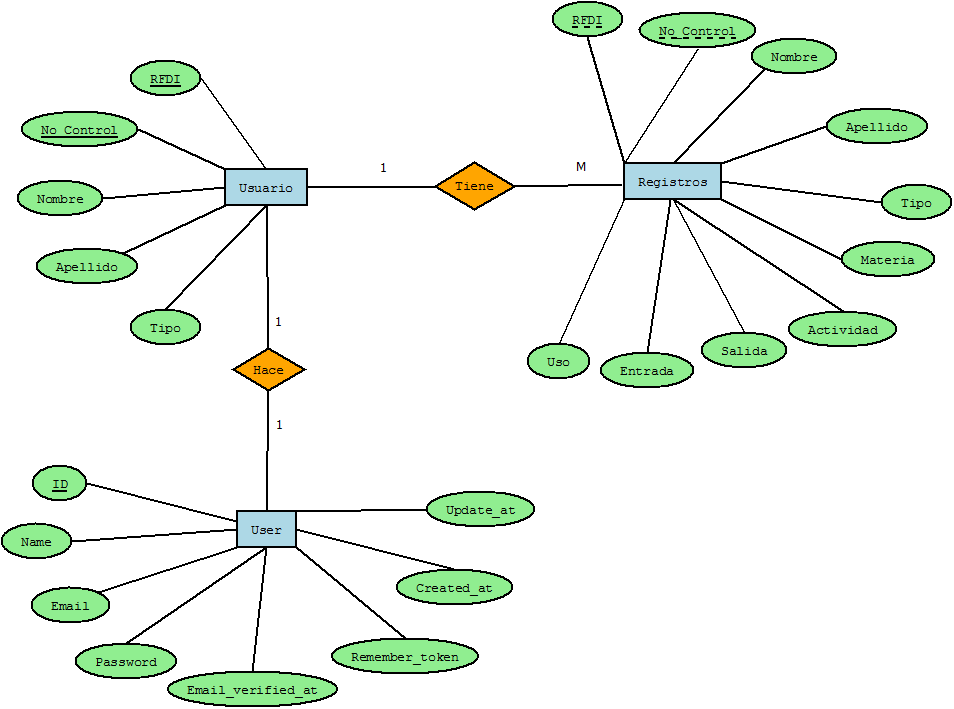 RFDI
No_Control
Nombre
RFDI
No_Control
Apellido
Nombre
Usuario
1
Tiene
M
Registros
Apellido
Tipo
Materia
Tipo
Actividad
1
Salida
Uso
Entrada
Hace
1
ID
Update_at
User
Name
Created_at
Email
Remember_token
Password
Email_verified_at